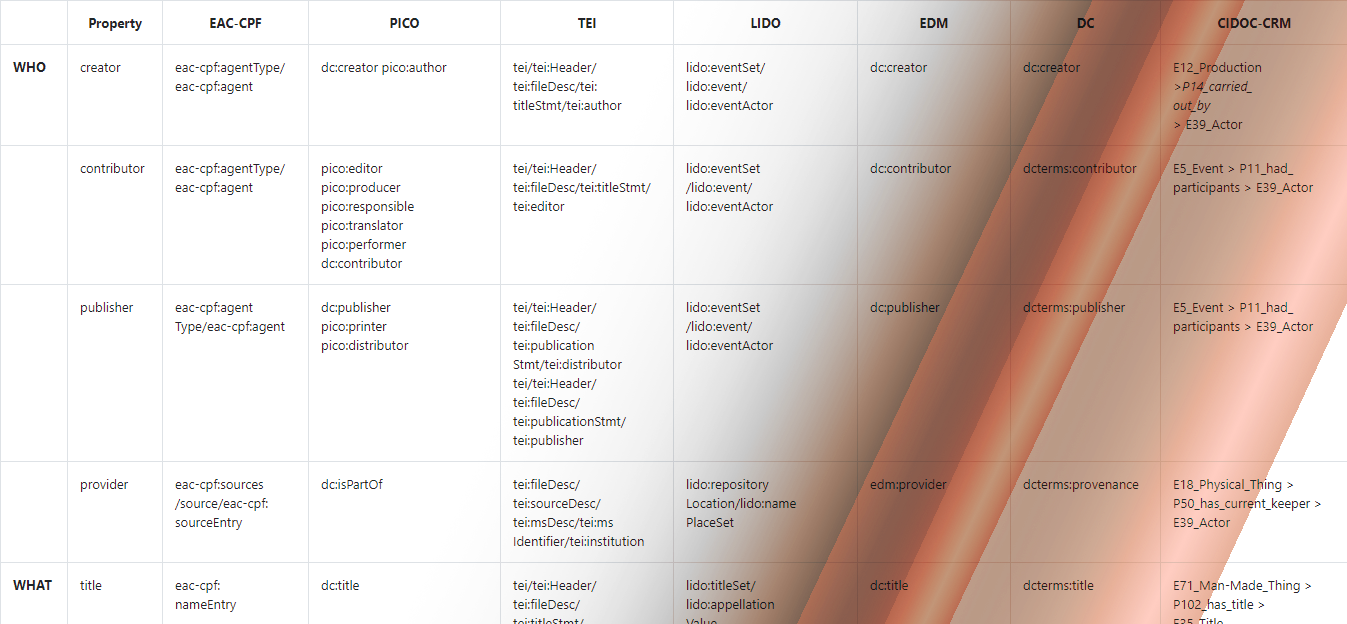 Property EAC-CPF PICO TEI LIDO EDM DC CIDOC-CRM
WHO creator eac-cpf:agentType/ dc:creator pico:author tei/tei:Header/ lido:eventSet/ dc:creator dc:creator E12_Production
eac-cpf:agent tei:fileDesc/tei: lido:event/ >P14_carried_
titleStmt/tei:author lido:eventActor out_by
> E39_Actor
contributor eac-cpf:agentType/ pico:editor tei/tei:Header/ lido:eventSet dc:contributor dcterms:contributor E5_Event > P11_had_
eac-cpf:agent pico:producer tei:fileDesc/tei:titleStmt/ /lido:event/ participants > E39_Actor
pico:responsible tei:editor lido:eventActor
pico:translator
pico:performer
dc:contributor
publisher eac-cpf:agent dc:publisher tei/tei:Header/ lido:eventSet dc:publisher dcterms:publisher E5_Event > P11_had_
Type/eac-cpf:agent pico:printer tei:fileDesc/ /lido:event/ participants > E39_Actor
pico:distributor tei:publication lido:eventActor
Stmt/tei:distributor
tei/tei:Header/
tei:fileDesc/
tei:publicationStmt/
tei:publisher
provider eac-cpf:sources dc:isPartOf tei:fileDesc/ lido:repository edm:provider dcterms:provenance E18_Physical_Thing >
/source/eac-cpf: tei:sourceDesc/ Location/lido:name P50_has_current_keeper >
sourceEntry tei:msDesc/tei:ms PlaceSet E39_Actor
Identifier/tei:institution
WHAT title eac-cpf: dc:title tei/tei:Header/ lido:titleSet/ dc:title dcterms:title E71_Man-Made_Thing >
nameEntry tei:fileDesc/ lido:appellation P102_has_title >
tei:titleStmt/ Value E35_Title